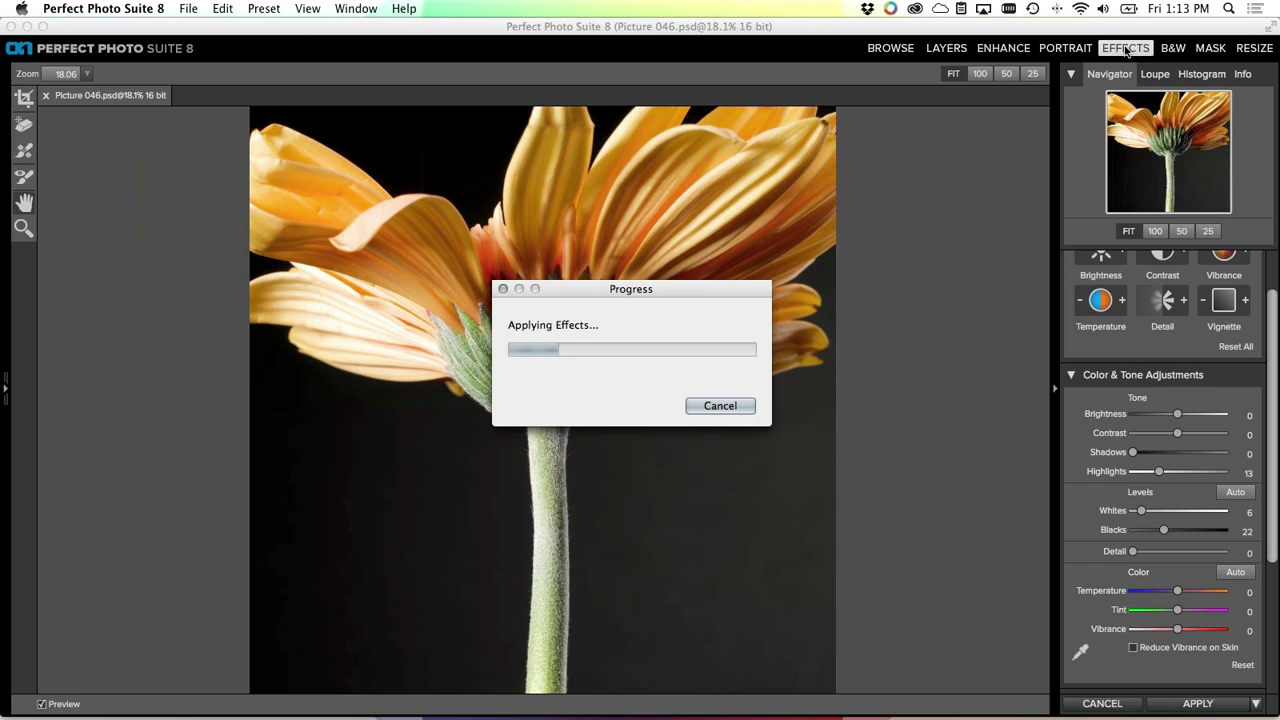 Perfect Photo Suite 8 File Edit Preset View Window Help Fri 1:13 PM
Perfect Photo Suite 8 (Picture 046.psd@18.1% 16 bit)
on PERFECT PHOTO SUITE 8 BROWSE LAYERS ENHANCE PORTRAIT EFFECTS B&W MASK RESIZE
Zoom 18.06 FIT 100 50 25
Navigator Loupe Histogram Info
Picture 046.psd@18.1% 16 bit
FIT 100 50 25
Brightness Contrast Vibrance
Temperature Detail Vignette
Reset All
Progress
Applying Effects...
Cancel
Color & Tone Adjustments
Tone
Brightness 0
Contrast 0
Shadows 0
Highlights 13
Levels Auto
Whites 6
Blacks 22
Detail 0
Color Auto
Temperature 0
Tint 0
Vibrance 0
Reduce Vibrance on Skin
Reset
Preview
CANCEL APPLY